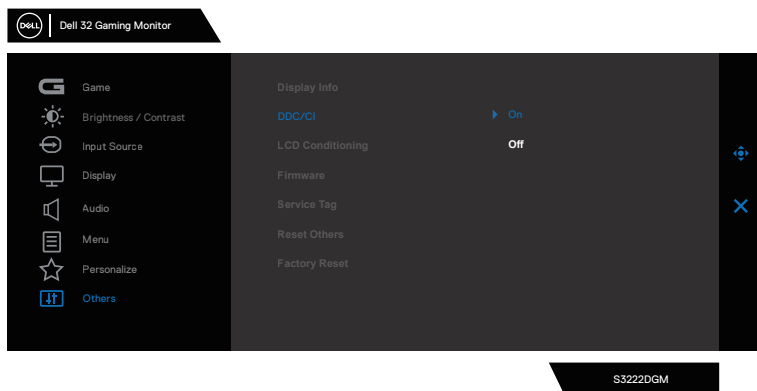 DELL
Dell 32 Gaming Monitor
Game
Brightness / Contrast
Input Source
Display
Audio
Menu
Personalize
Others
Display Info
DDC/CI
On
LCD Conditioning
Off
Firmware
Service Tag
Reset Others
Factory Reset
S3222DGM